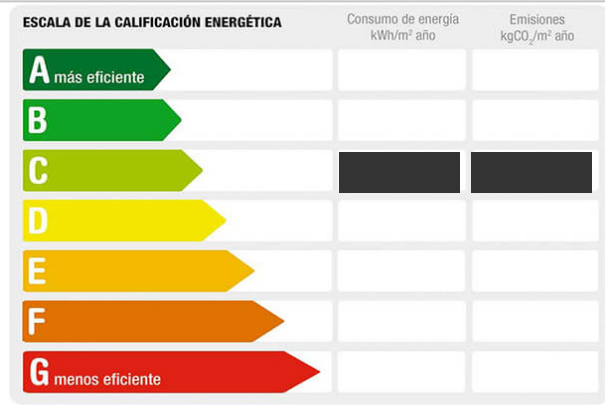 ESCALA DE LA CALIFICACIÓN ENERGÉTICA
Consumo de energía
kWh/m² año
Emisiones
kgCO₂/m² año
A más eficiente
B
C
D
E
F
G menos eficiente